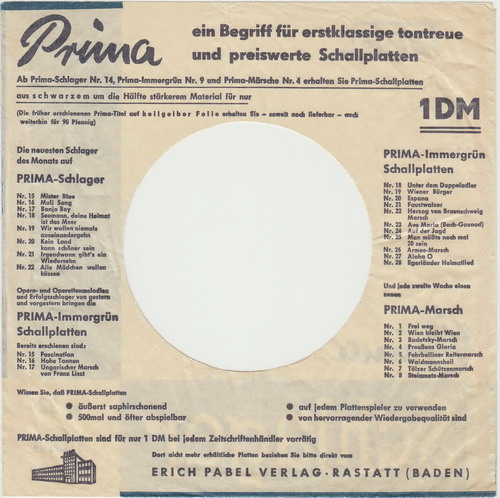 Prima
ein Begriff für erstklassige tontreue
und preiswerte Schallplatten
Ab Prima-Schlager Nr. 14, Prima-Immergrün Nr. 9 und Prima-Märsche Nr. 4 erhalten Sie Prima-Schallplatten
aus schwarzem um die Hälfte stärkerem Material für nur
1 DM
(Die früher erschienenen Prima-Titel auf hellgelber Folie erhalten Sie – soweit noch lieferbar – auch
weiterhin für 90 Pfennig)
Die neuesten Schlager
des Monats auf
PRIMA-Schlager
Nr. 15 Mister Blue
Nr. 16 Muli Song
Nr. 17 Banjo Boy
Nr. 18 Seemann, deine Heimat
ist das Meer
Nr. 19 Wir wollen niemals
auseinandergehn
Nr. 20 Kein Land
kann schöner sein
Nr. 21 Irgendwann gibt's ein
Wiedersehn
Nr. 22 Alle Mädchen wollen
küssen
Opern- und Operettenmelodien
und Erfolgsschlager von gestern
und vorgestern bringen die
PRIMA-Immergrün
Schallplatten
Bereits erschienen sind:
Nr. 15 Fascination
Nr. 16 Hohe Tannen
Nr. 17 Ungarischer Marsch
von Franz Liszt
PRIMA-Immergrün
Schallplatten
Nr. 18 Unter dem Doppeladler
Nr. 19 Wiener Bürger
Nr. 20 Espana
Nr. 21 Faustwalzer
Nr. 22 Herzog von Braunschweig
Marsch
Nr. 23 Ave Maria (Bach-Gounod)
Nr. 24 Auf der Jagd
Nr. 25 Man müßte noch mal
20 sein
Nr. 26 Armee-Marsch
Nr. 27 Aloha O
Nr. 28 Egerländer Heimatlied
Und jede zweite Woche einen
neuen
PRIMA-Marsch
Nr. 1 Frei weg
Nr. 2 Wien bleibt Wien
Nr. 3 Radetzky-Marsch
Nr. 4 Preußens Gloria
Nr. 5 Fehrbelliner Reitermarsch
Nr. 6 Waidmannsheil
Nr. 7 Tölzer Schützenmarsch
Nr. 8 Steinmetz-Marsch
Wissen Sie, daß PRIMA-Schallplatten
● äußerst saphirschonend
● 500mal und öfter abspielbar
● auf jedem Plattenspieler zu verwenden
● von hervorragender Wiedergabequalität sind
PRIMA-Schallplatten sind für nur 1 DM bei jedem Zeitschriftenhändler vorrätig
Dort nicht mehr erhältliche Platten beziehen Sie bitte direkt vom
ERICH PABEL VERLAG · RASTATT (BADEN)